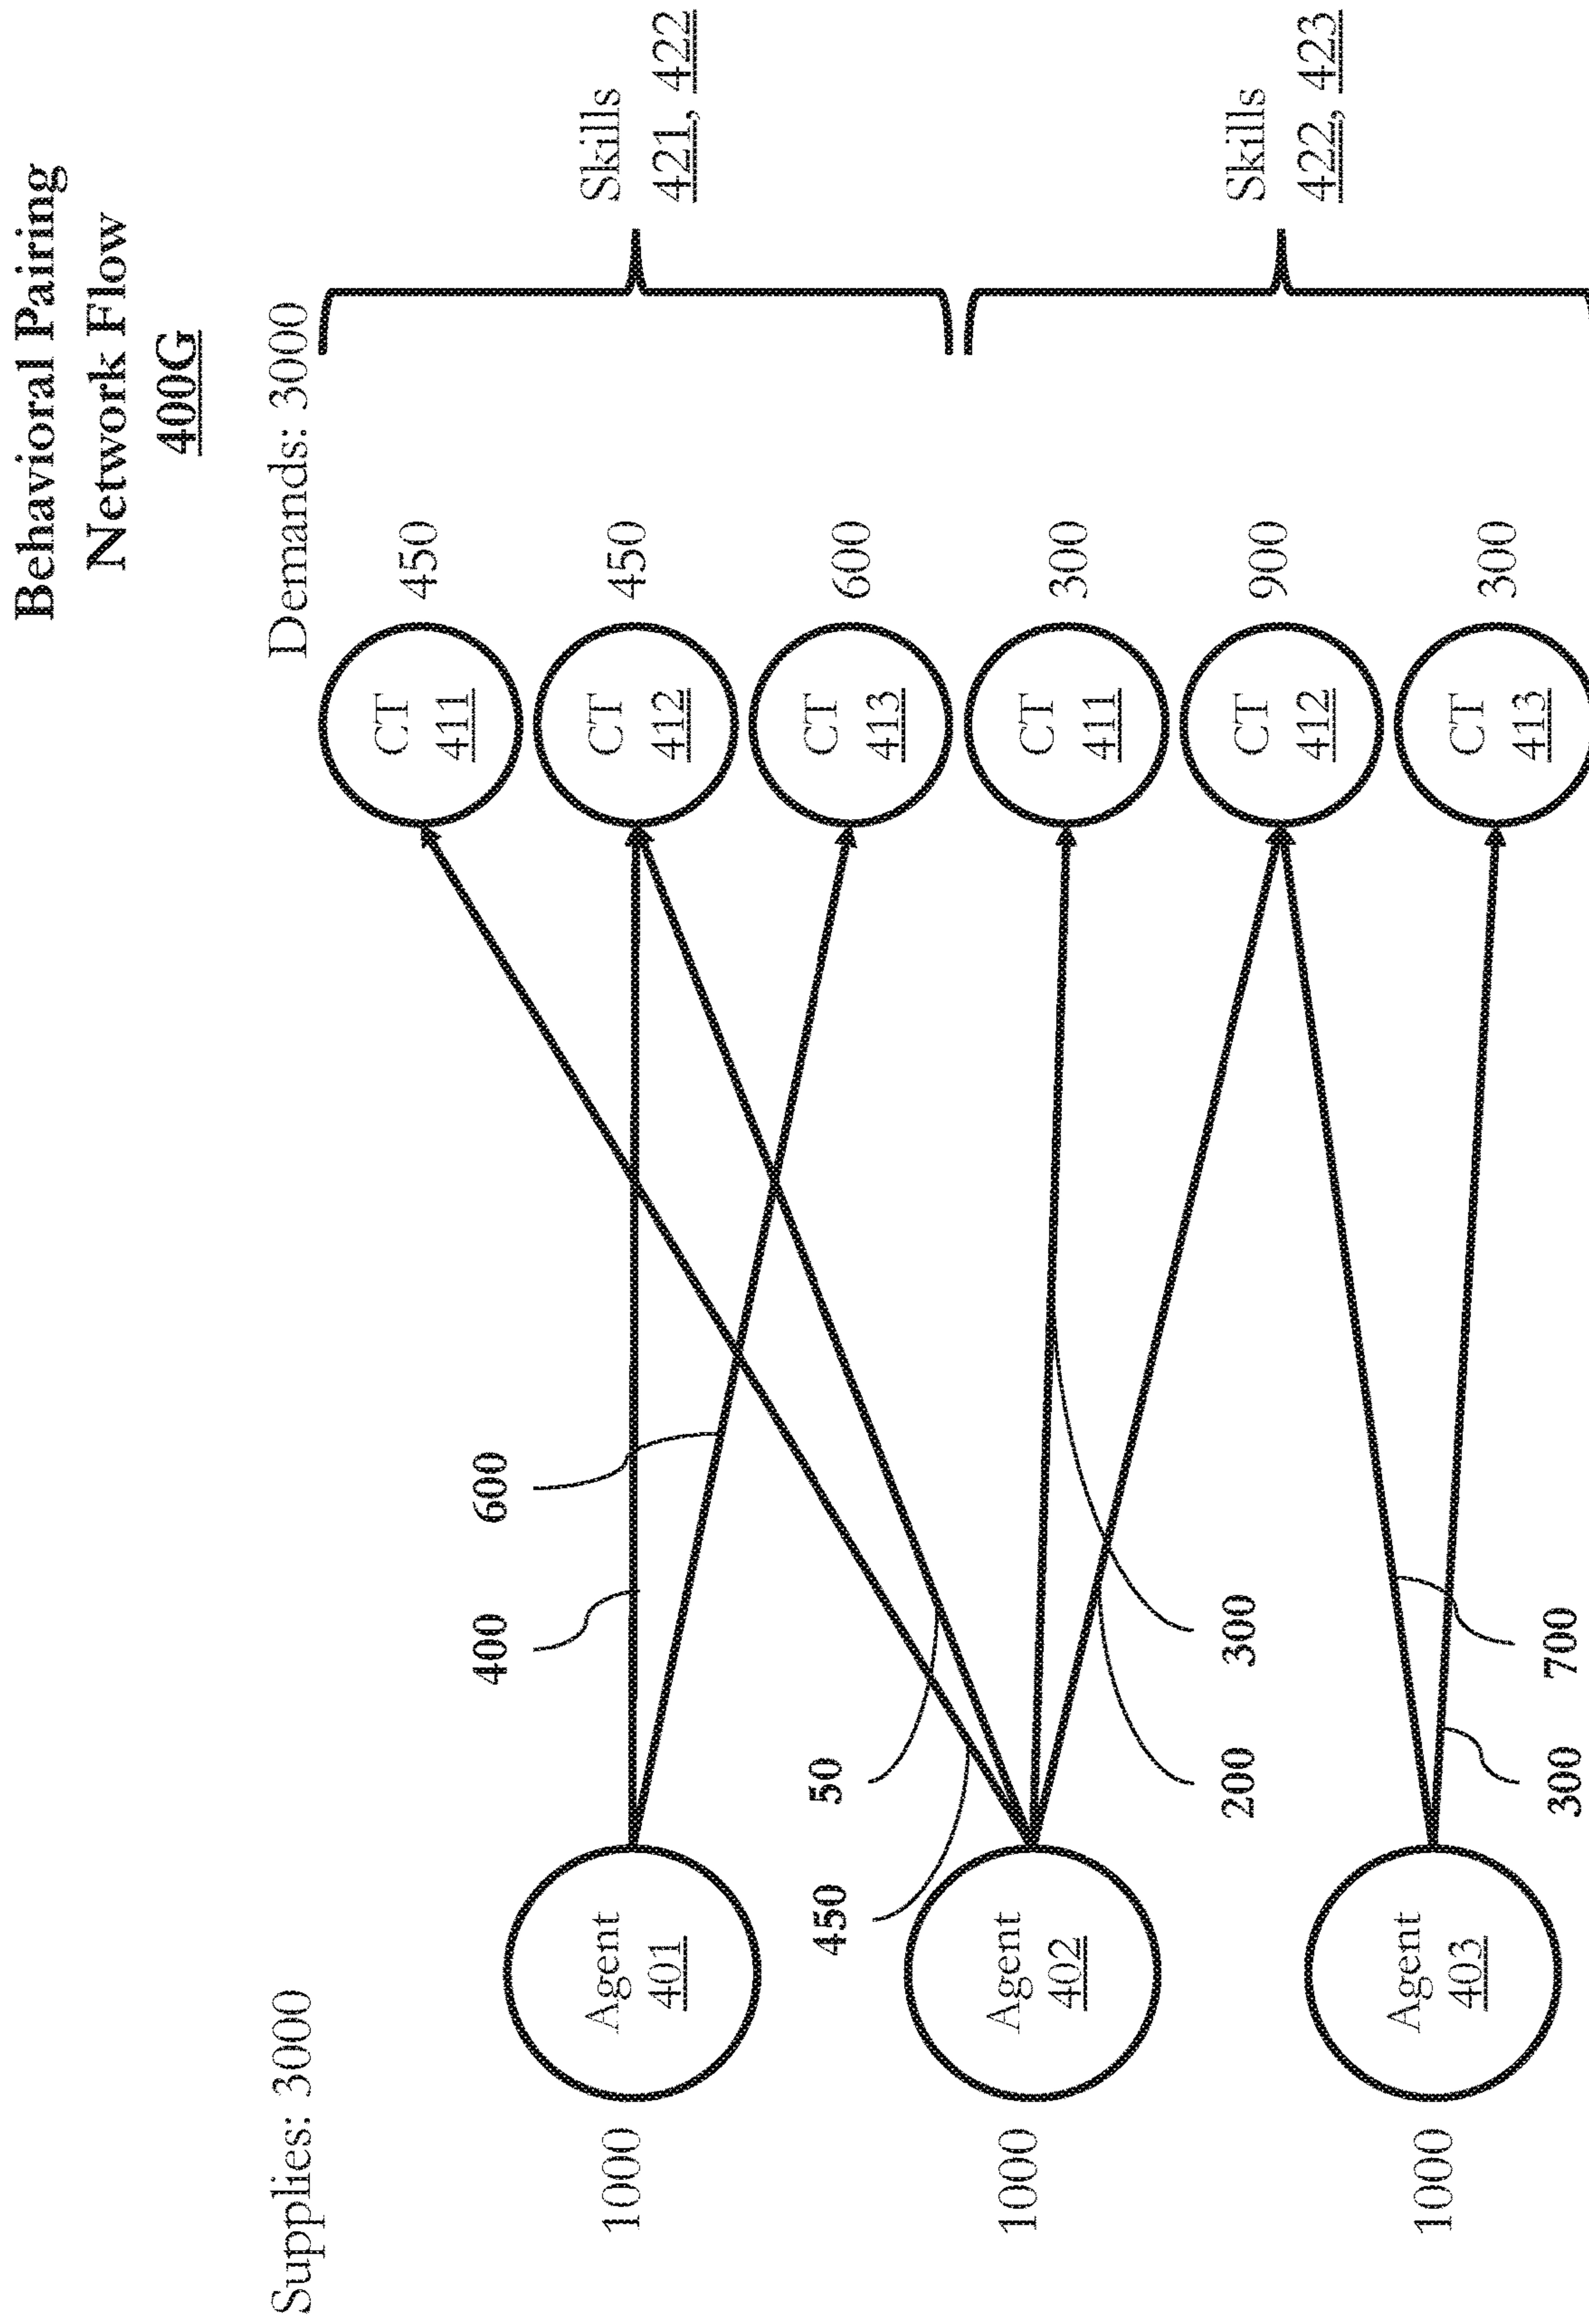 Behavioral Pairing
Network Flow
400G
Supplies: 3000
Demands: 3000
1000
Agent
401
400
600
CT
411
450
CT
412
450
CT
413
600
Skills
421, 422
1000
Agent
402
450
50
300
200
CT
411
300
CT
412
900
CT
413
300
Skills
422, 423
1000
Agent
403
700
300